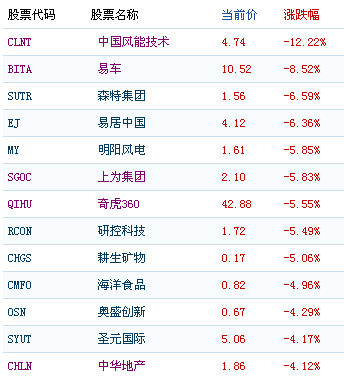 股票代码 股票名称 当前价 涨跌幅
CLNT 中国风能技术 4.74 -12.22%
BITA 易车 10.52 -8.52%
SUTR 森特集团 1.56 -6.59%
EJ 易居中国 4.12 -6.36%
MY 明阳风电 1.61 -5.85%
SGOC 上为集团 2.10 -5.83%
QIHU 奇虎360 42.88 -5.55%
RCON 研控科技 1.72 -5.49%
CHGS 耕生矿物 0.17 -5.06%
CMFO 海洋食品 0.82 -4.96%
OSN 奥盛创新 0.67 -4.29%
SYUT 圣元国际 5.06 -4.17%
CHLN 中华地产 1.86 -4.12%